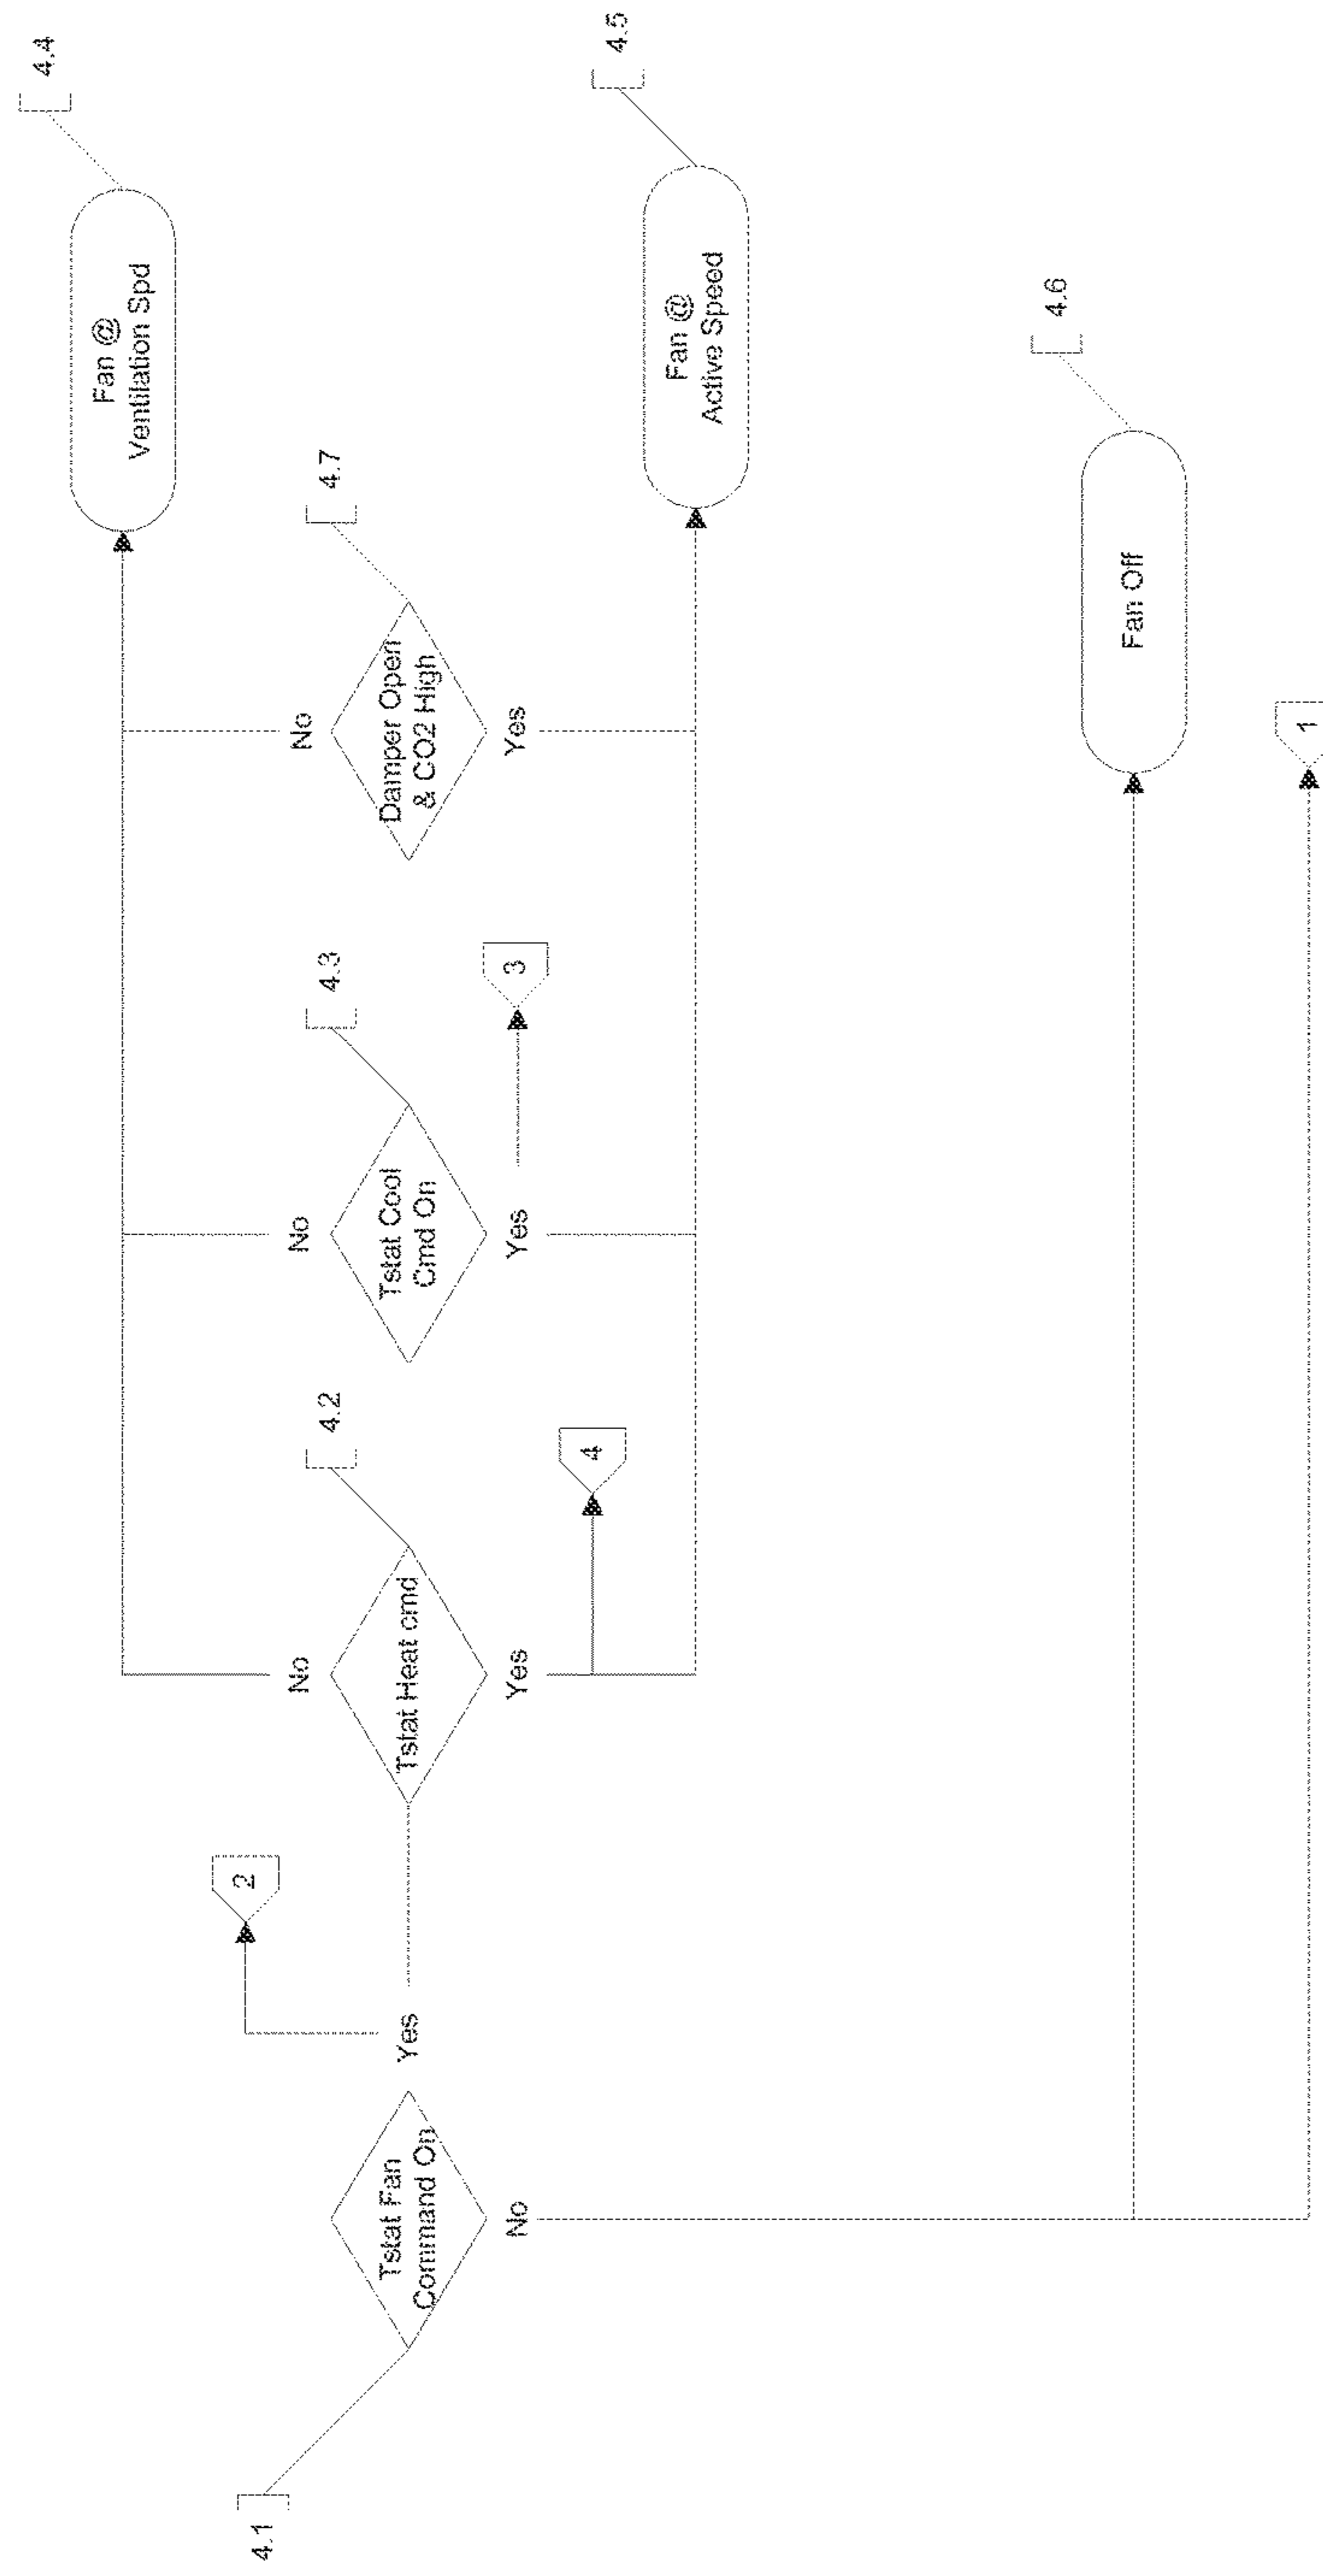 4.1
Tstat Fan
Command On
Yes
No
2
Tstat Heat cmd
4.2
No
Yes
4
Tstat Cool
Cmd On
4.3
No
Yes
3
Damper Open
& CO2 High
4.7
No
Yes
Fan @
Ventilation Spd
4.4
Fan @
Active Speed
4.5
Fan Off
4.6
1